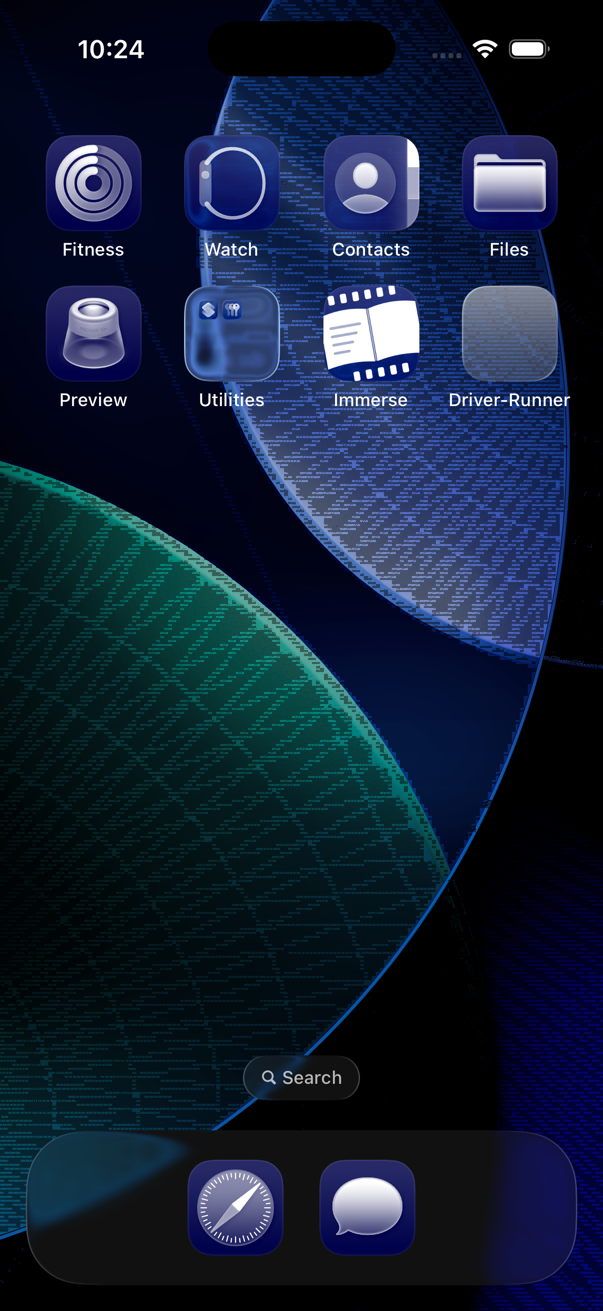 10:24
Fitness
Watch
Contacts
Files
Preview
Utilities
Immerse
Driver-Runner
Search